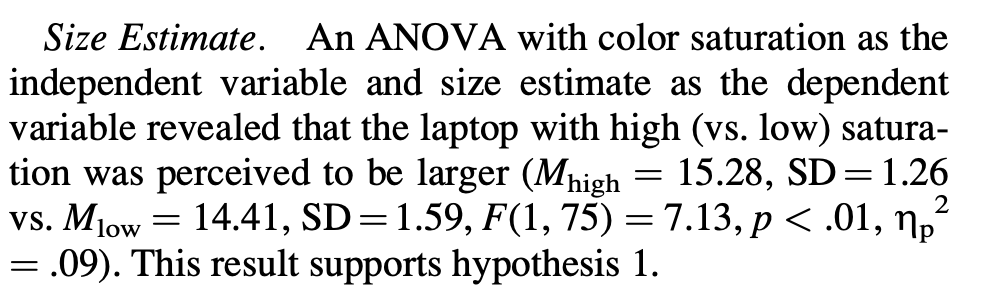 Size Estimate. An ANOVA with color saturation as the
independent variable and size estimate as the dependent
variable revealed that the laptop with high (vs. low) satura-
tion was perceived to be larger (Mhigh = 15.28, SD = 1.26
vs. Mlow = 14.41, SD = 1.59, F(1, 75) = 7.13, p < .01, ηp²
= .09). This result supports hypothesis 1.